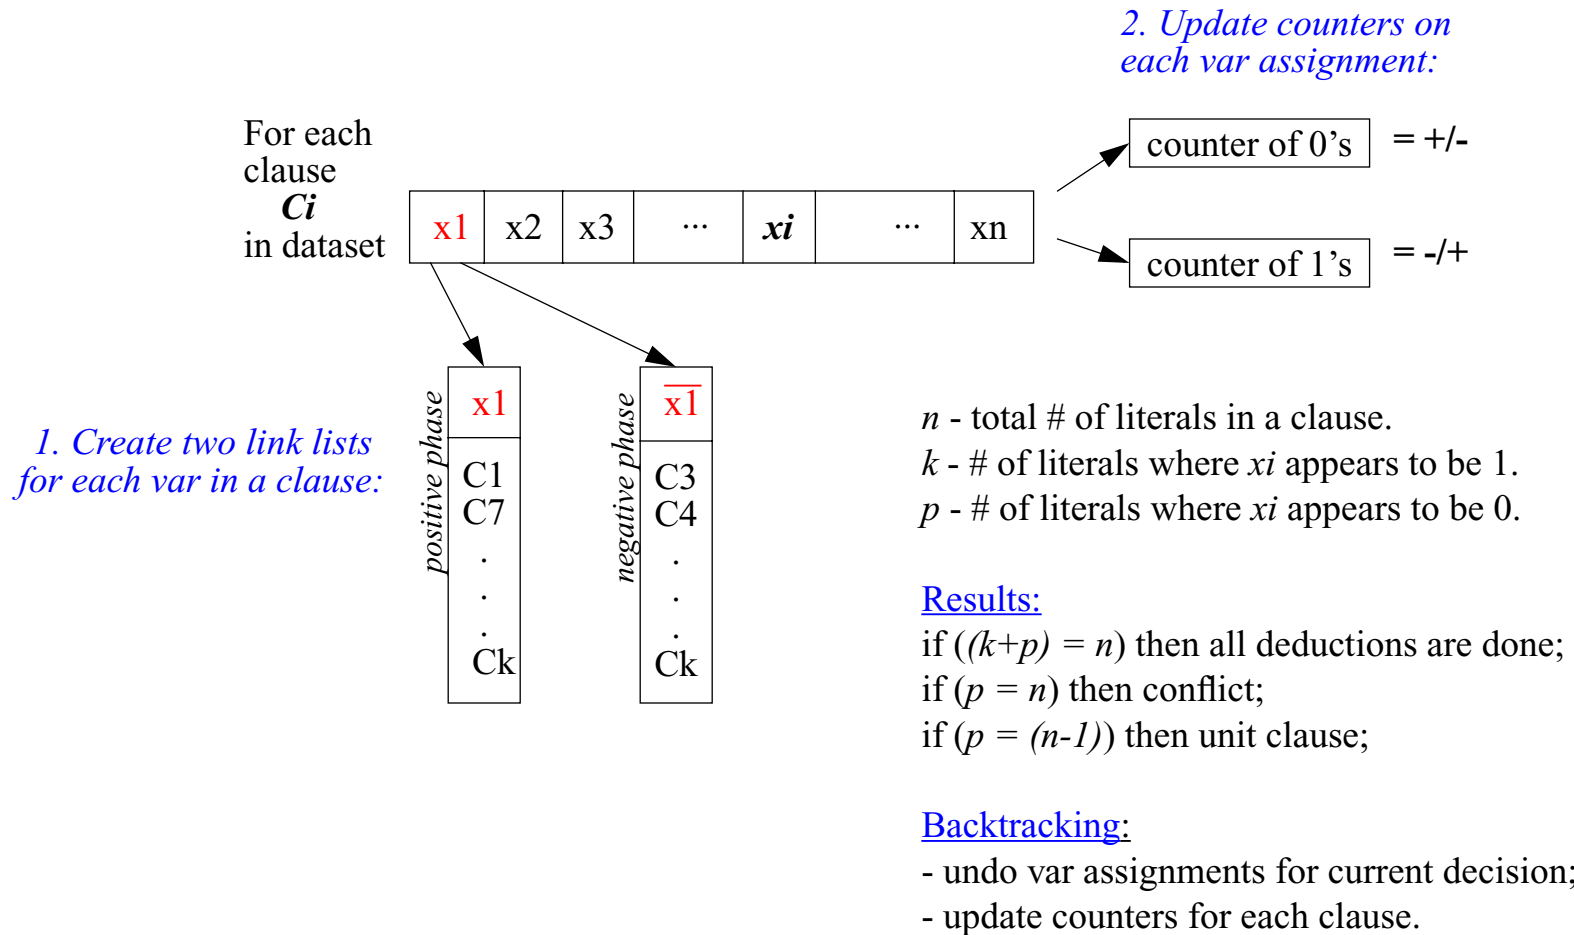 2. Update counters on
each var assignment:
For each
clause
Ci
in dataset
x1 x2 x3 ... xi ... xn
counter of 0's = +/-
counter of 1's = -/+
1. Create two link lists
for each var in a clause:
positive phase
x1
C1
C7
.
.
.
Ck
negative phase
x̅1̅
C3
C4
.
.
.
Ck
n - total # of literals in a clause.
k - # of literals where xi appears to be 1.
p - # of literals where xi appears to be 0.
Results:
if ((k+p) = n) then all deductions are done;
if (p = n) then conflict;
if (p = (n-1)) then unit clause;
Backtracking:
- undo var assignments for current decision;
- update counters for each clause.